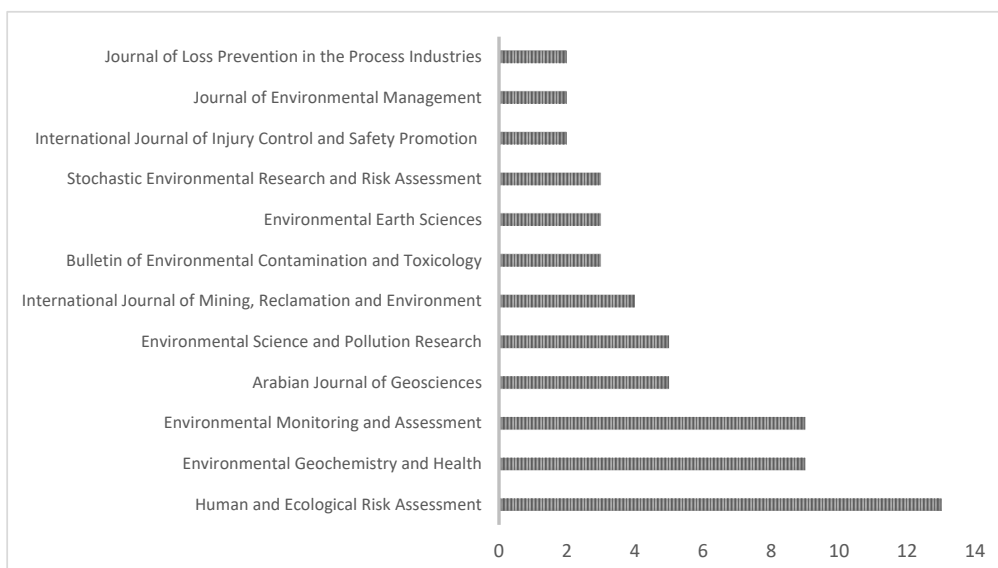 Journal of Loss Prevention in the Process Industries
Journal of Environmental Management
International Journal of Injury Control and Safety Promotion
Stochastic Environmental Research and Risk Assessment
Environmental Earth Sciences
Bulletin of Environmental Contamination and Toxicology
International Journal of Mining, Reclamation and Environment
Environmental Science and Pollution Research
Arabian Journal of Geosciences
Environmental Monitoring and Assessment
Environmental Geochemistry and Health
Human and Ecological Risk Assessment
0 2 4 6 8 10 12 14